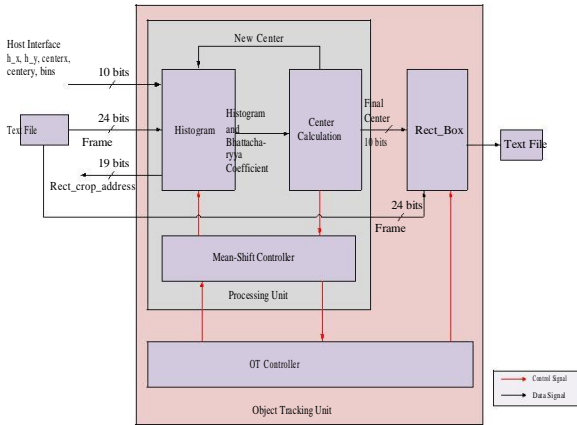 New Center
Host Interface
h_x, h_y, centerx,
centery, bins
10 bits
24 bits
Text File
Frame
19 bits
Rect_crop_address
Histogram
Histogram
and
Bhattacha-
ryya
Coefficient
Center
Calculation
Final
Center
10 bits
Rect_Box
Text File
24 bits
Frame
Mean-Shift Controller
Processing Unit
OT Controller
Object Tracking Unit
Control Signal
Data Signal